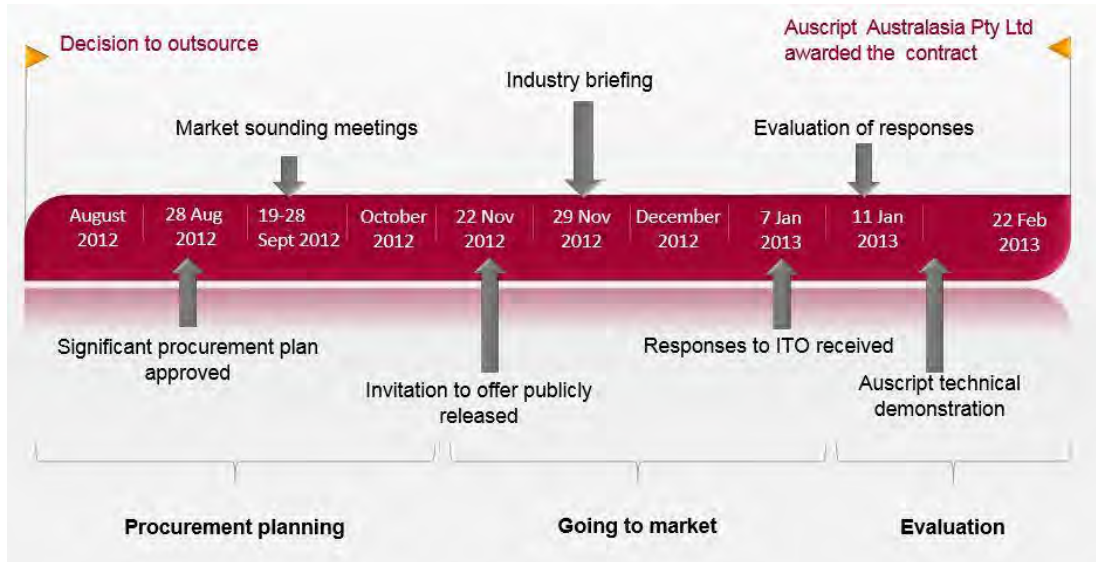 Decision to outsource
Auscript Australasia Pty Ltd
awarded the contract
Industry briefing
Market sounding meetings
Evaluation of responses
August
2012
28 Aug
2012
19-28
Sept 2012
October
2012
22 Nov
2012
29 Nov
2012
December
2012
7 Jan
2013
11 Jan
2013
22 Feb
2013
Significant procurement plan
approved
Invitation to offer publicly
released
Responses to ITO received
Auscript technical
demonstration
Procurement planning
Going to market
Evaluation